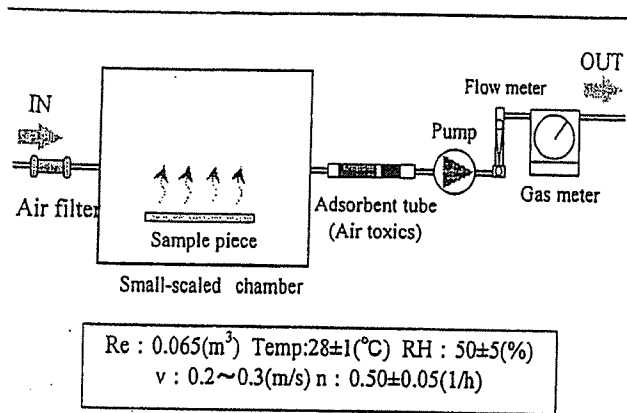 OUT
Flow meter
IN
Pump
Gas meter
Air filter
Adsorbent tube
(Air toxics)
Sample piece
Small-scaled chamber
Re : 0.065(m³) Temp:28±1(℃) RH : 50±5(%)
v : 0.2～0.3(m/s) n : 0.50±0.05(1/h)